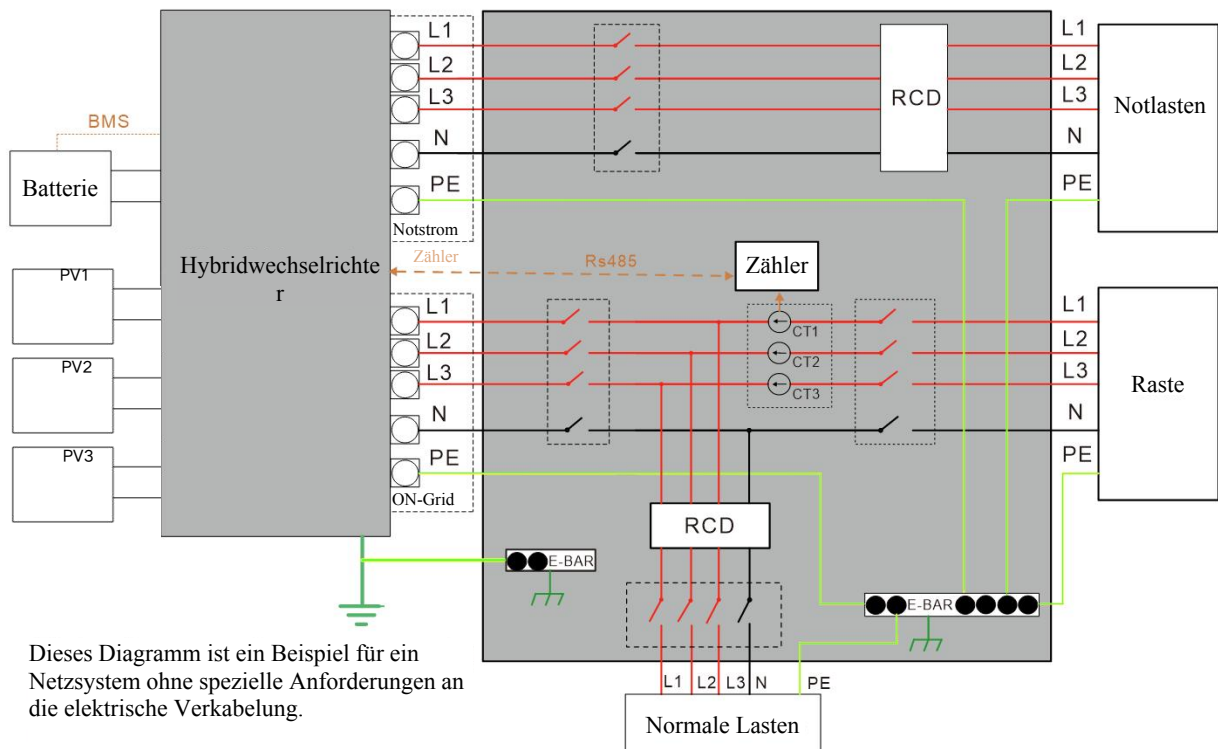 L1
L2
L3
N
PE
Notstrom
BMS
Batterie
PV1
PV2
PV3
Hybridwechselrichte
r
Zähler
Rs485
Zähler
RCD
L1
L2
L3
N
PE
Notlasten
L1
L2
L3
N
PE
ON-Grid
CT1
CT2
CT3
L1
L2
L3
N
PE
Raste
RCD
E-BAR
E-BAR
L1
L2
L3
N
PE
Normale Lasten
Dieses Diagramm ist ein Beispiel für ein
Netzsystem ohne spezielle Anforderungen an
die elektrische Verkabelung.